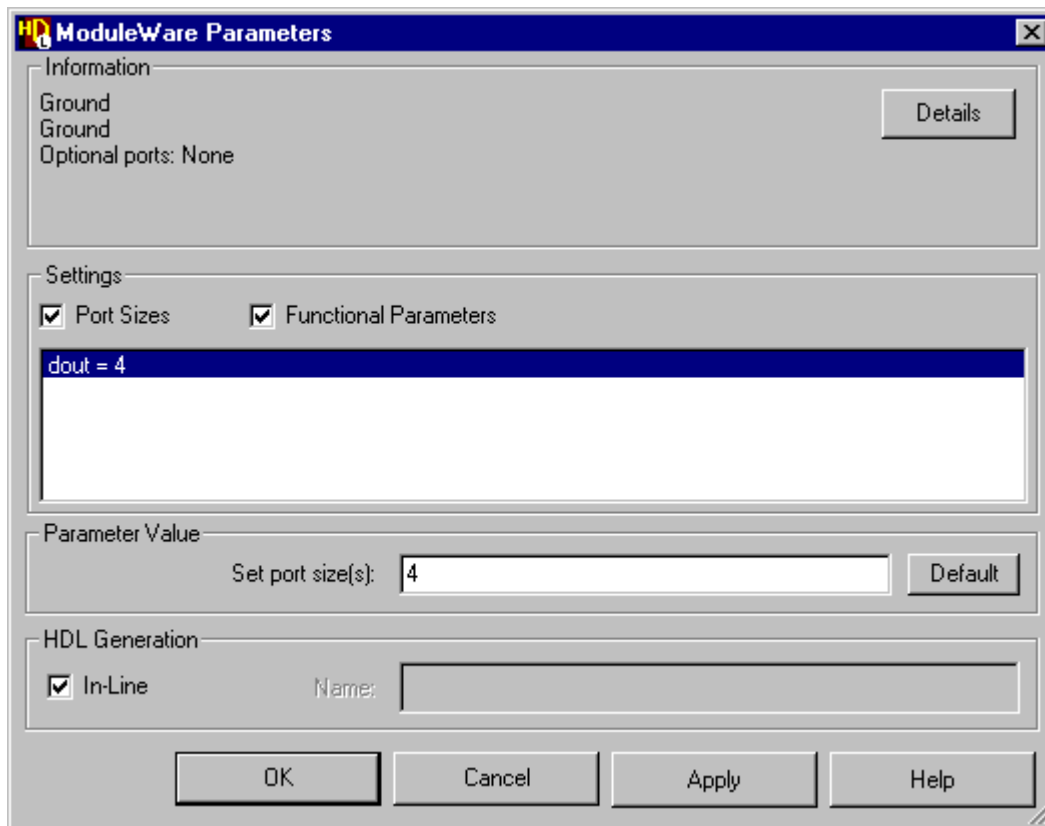 HDL ModuleWare Parameters
Information
Ground
Details
Ground
Optional ports: None
Settings
Port Sizes Functional Parameters
dout = 4
Parameter Value
Set port size(s): 4 Default
HDL Generation
In-Line Name:
OK Cancel Apply Help